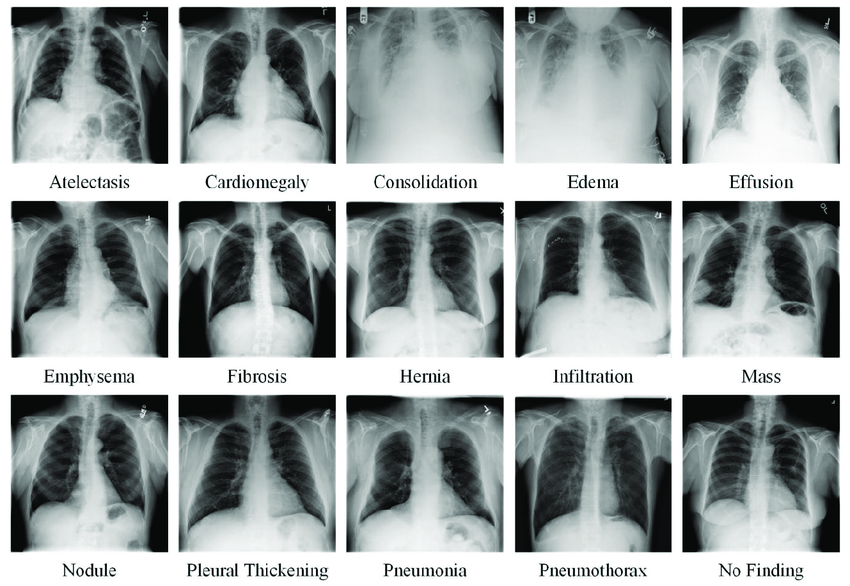 Atelectasis
Cardiomegaly
Consolidation
Edema
Effusion
Emphysema
Fibrosis
Hernia
Infiltration
Mass
Nodule
Pleural Thickening
Pneumonia
Pneumothorax
No Finding